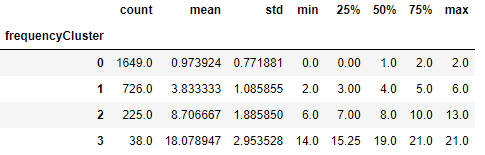 count mean std min 25% 50% 75% max
frequencyCluster
0 1649.0 0.973924 0.771881 0.0 0.00 1.0 2.0 2.0
1 726.0 3.833333 1.085855 2.0 3.00 4.0 5.0 6.0
2 225.0 8.706667 1.885850 6.0 7.00 8.0 10.0 13.0
3 38.0 18.078947 2.953528 14.0 15.25 19.0 21.0 21.0